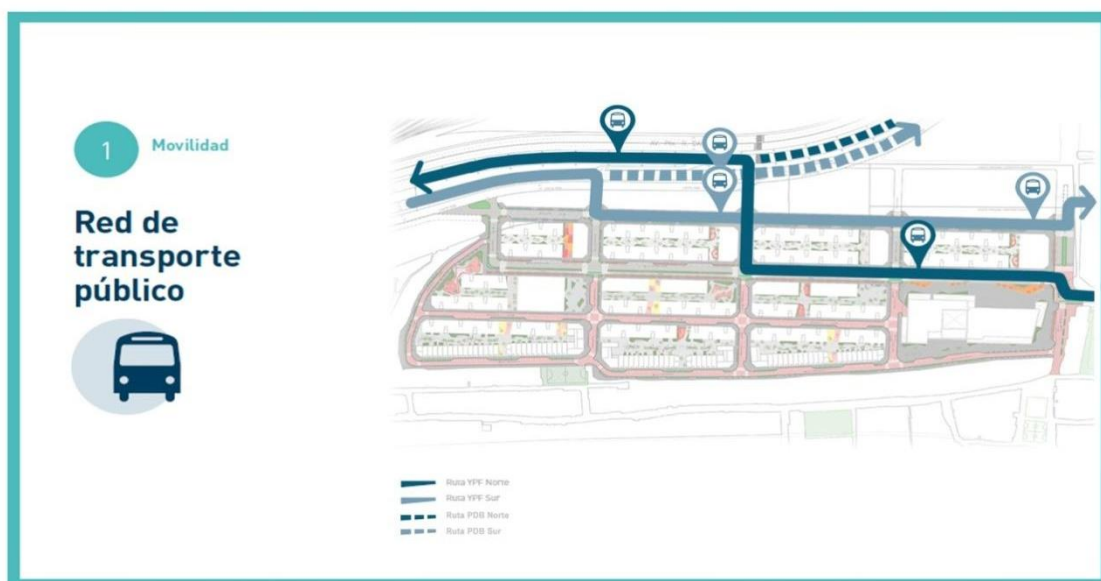 1
Movilidad
Red de
transporte
público
Ruta YPF Norte
Ruta YPF Sur
Ruta PDB Norte
Ruta PDB Sur